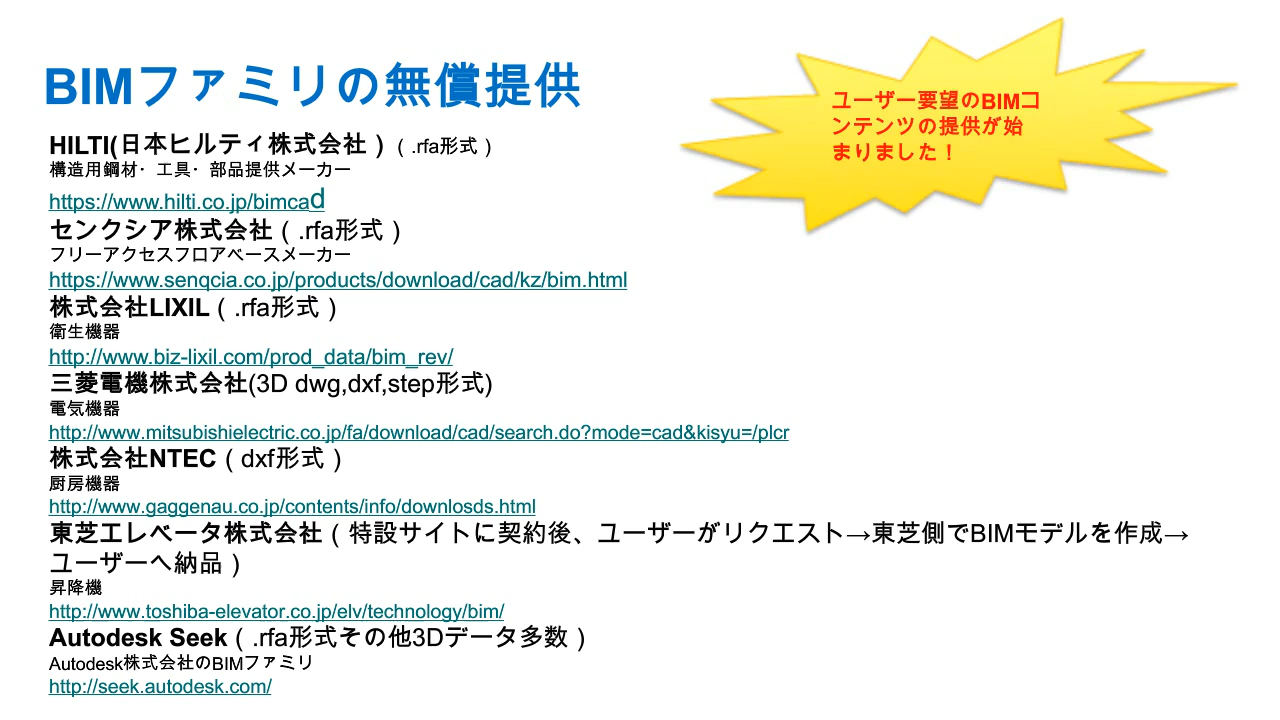 BIMファミリの無償提供
ユーザー要望のBIMコ
ンテンツの提供が始
まりました！
HILTI(日本ヒルティ株式会社）（.rfa形式）
構造用鋼材・工具・部品提供メーカー
https://www.hilti.co.jp/bimcad
センクシア株式会社（.rfa形式）
フリーアクセスフロアベースメーカー
https://www.senqcia.co.jp/products/download/cad/kz/bim.html
株式会社LIXIL（.rfa形式）
衛生機器
http://www.biz-lixil.com/prod_data/bim_rev/
三菱電機株式会社(3D dwg,dxf,step形式)
電気機器
http://www.mitsubishielectric.co.jp/fa/download/cad/search.do?mode=cad&kisyu=/plcr
株式会社NTEC（dxf形式）
厨房機器
http://www.gaggenau.co.jp/contents/info/downlosds.html
東芝エレベータ株式会社（特設サイトに契約後、ユーザーがリクエスト→東芝側でBIMモデルを作成→
ユーザーへ納品）
昇降機
http://www.toshiba-elevator.co.jp/elv/technology/bim/
Autodesk Seek（.rfa形式その他3Dデータ多数）
Autodesk株式会社のBIMファミリ
http://seek.autodesk.com/